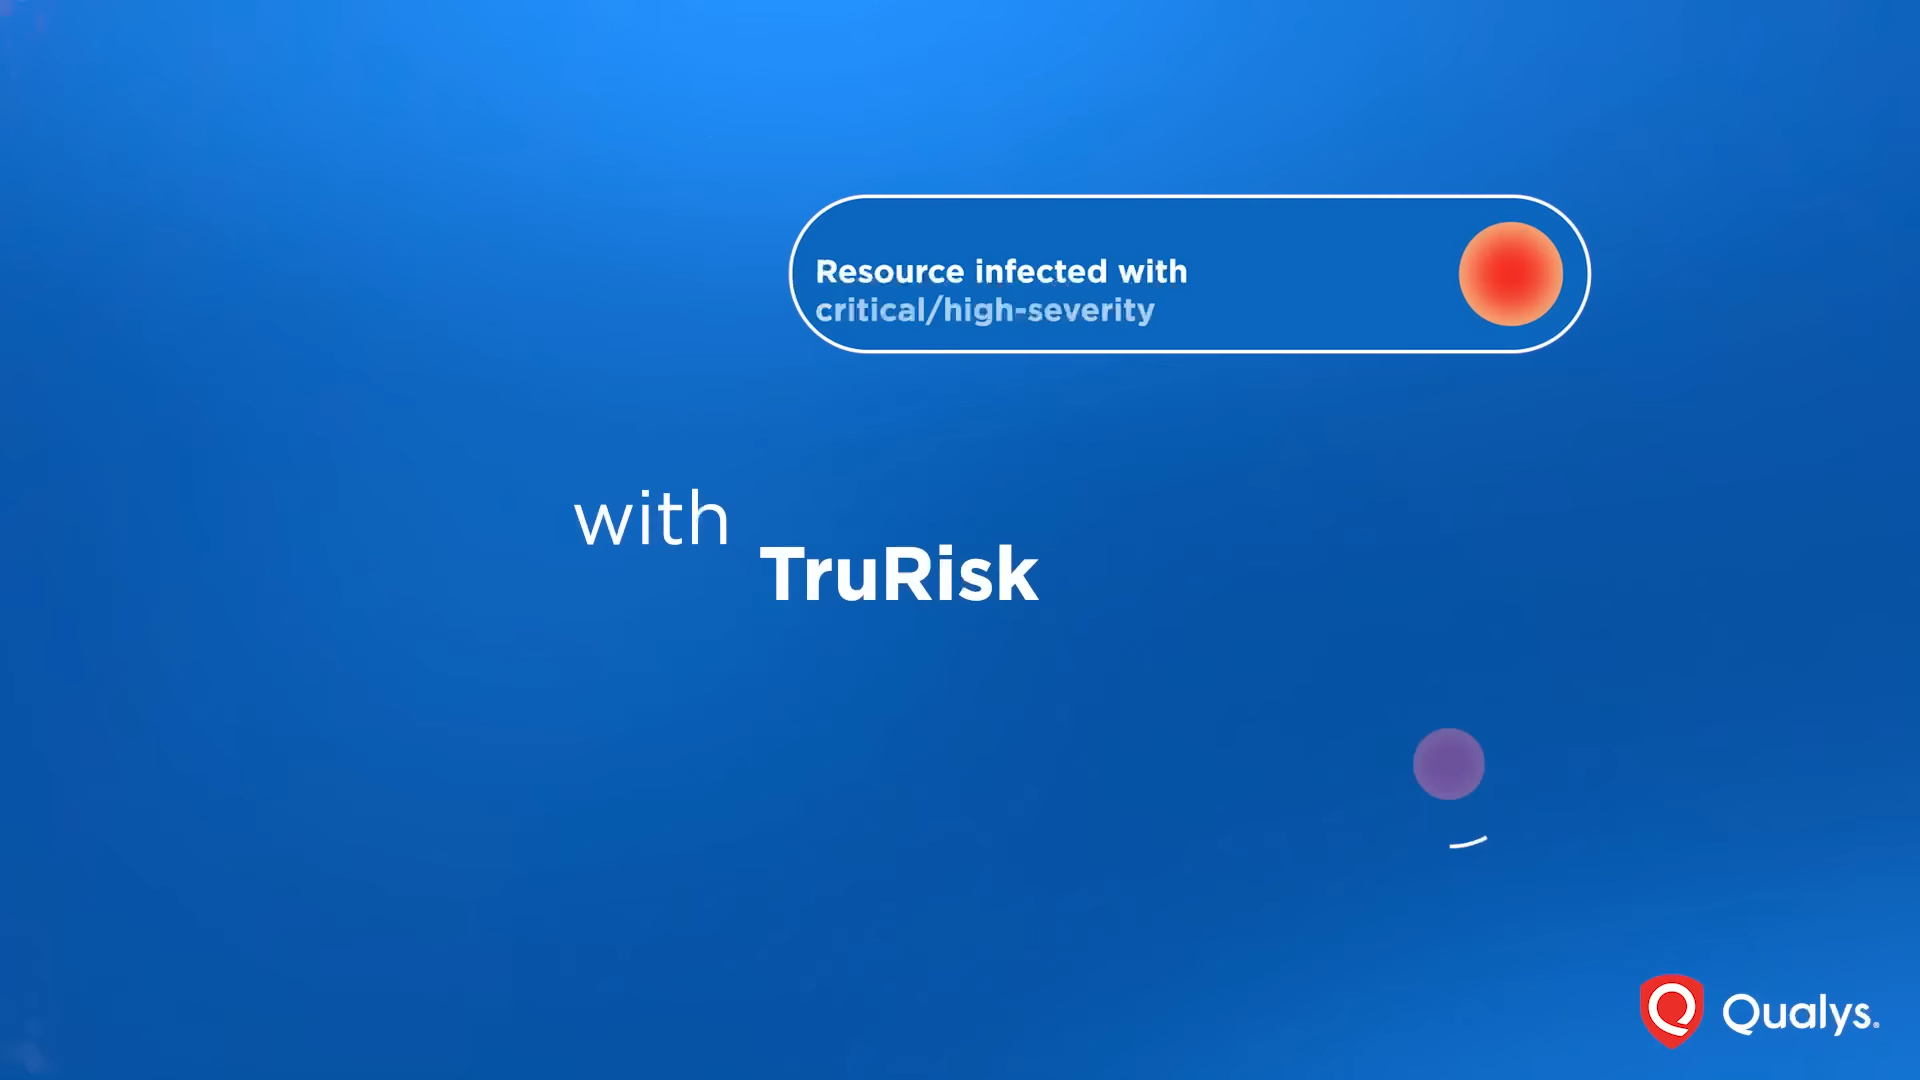 Resource infected with
critical/high-severity
with
TruRisk
Qualys.